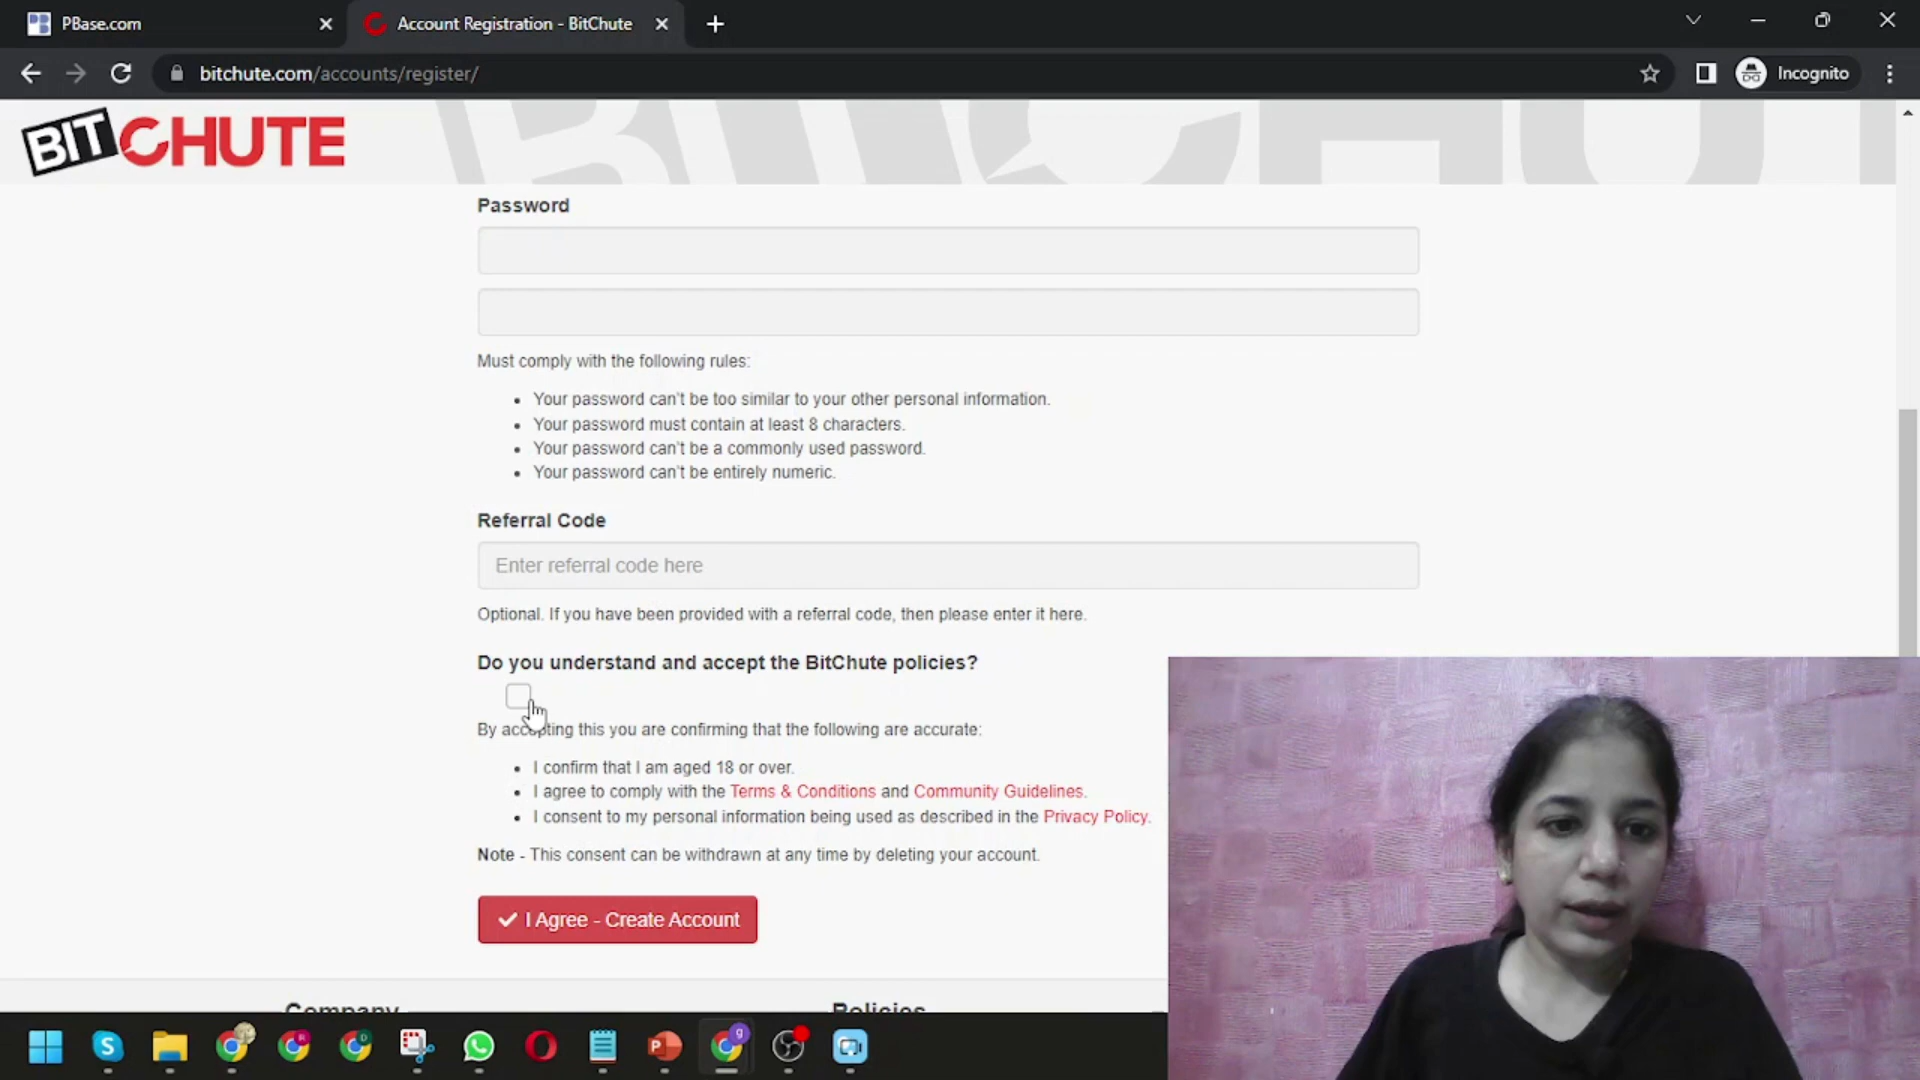 PBase.com
Account Registration - BitChute
bitchute.com/accounts/register/
Incognito
BITCHUTE
Password
Must comply with the following rules:
Your password can't be too similar to your other personal information.
Your password must contain at least 8 characters.
Your password can't be a commonly used password.
Your password can't be entirely numeric.
Referral Code
Enter referral code here
Optional. If you have been provided with a referral code, then please enter it here.
Do you understand and accept the BitChute policies?
By accepting this you are confirming that the following are accurate:
I confirm that I am aged 18 or over.
I agree to comply with the Terms & Conditions and Community Guidelines.
I consent to my personal information being used as described in the Privacy Policy.
Note - This consent can be withdrawn at any time by deleting your account.
I Agree - Create Account
Company
Policies